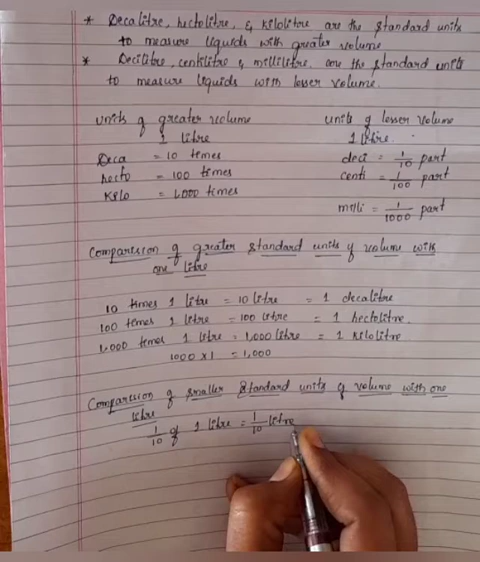 * Decalitre, hectolitre, & kilolitre are the standard units
to measure liquids with greater volume
* Decilitre, centilitre & millilitre are the standard units
to measure liquids with lesser volume.
units of greater volume units of lesser volume
1 litre 1 litre.
Deca = 10 times deci = 1/10 part
hecto = 100 times centi = 1/100 part
Kilo = 1,000 times milli = 1/1000 part
Comparision of greater standard units of volume with
one litre
10 times 1 litre = 10 litre = 1 decalitre
100 times 1 litre = 100 litre = 1 hectolitre.
1,000 times 1 litre = 1,000 litre = 1 kilolitre
1000 x 1 = 1,000
Comparision of smaller standard units of volume with one
litre
1/10 of 1 litre = 1/10 litre